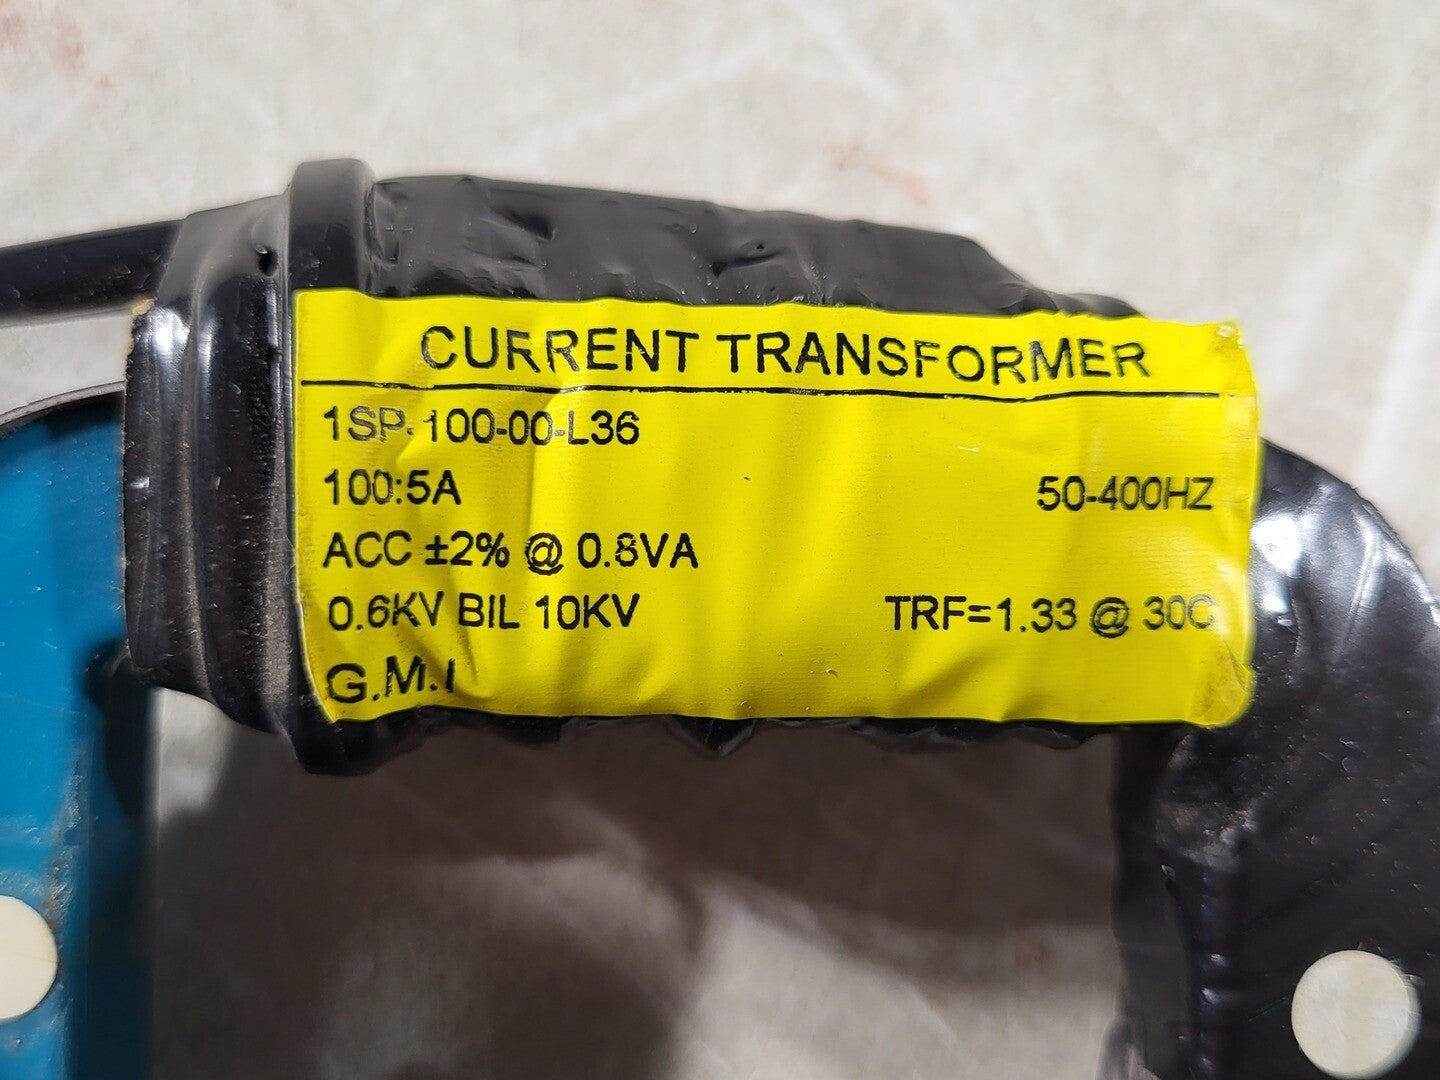 CURRENT TRANSFORMER
1SP-100-00-L36
100:5A 50-400HZ
ACC ±2% @ 0.8VA
0.6KV BIL 10KV TRF=1.33 @ 30C
G.M.I